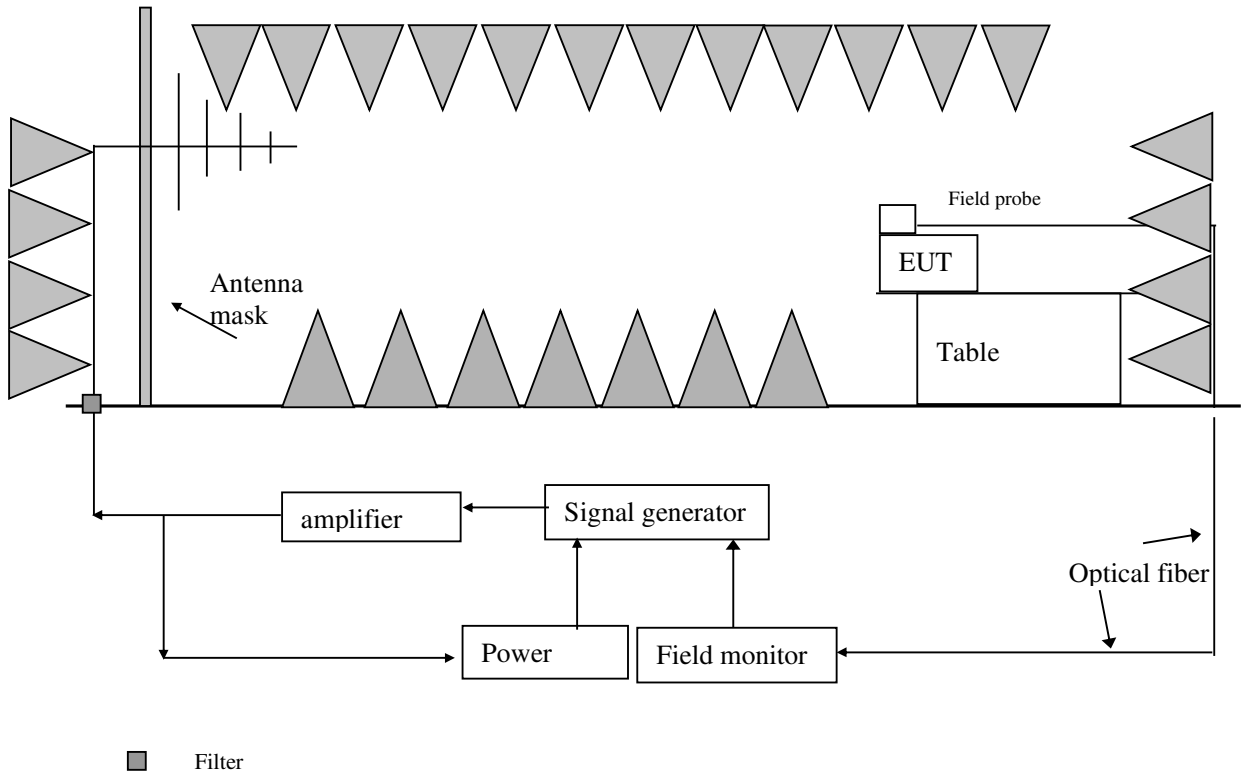 Field probe
EUT
Antenna
mask
Table
amplifier
Signal generator
Optical fiber
Power
Field monitor
Filter